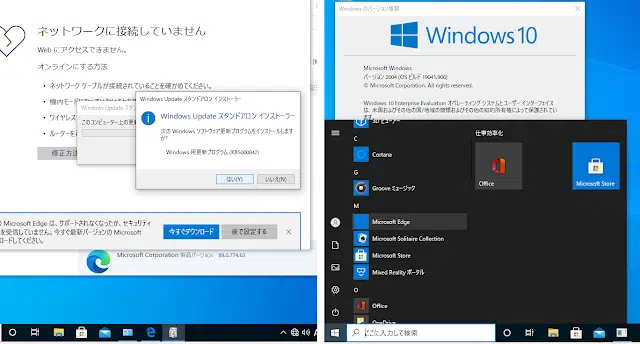 ネットワークに接続していません
Web にアクセスできません。
オンラインにする方法
• ネットワーク ケーブルが接続されていることを確かめてください。
• 機内モー
• ワイヤレス
• ルーターを
修正方法
Windows Update スタ
このコンピューター上の更新
Windows Update スタンドアロン インストーラー
Windows Update スタンドアロン インストーラー
次の Windows ソフトウェア更新プログラムをインストールします
か?
Windows 用更新プログラム (KB5000842)
はい(Y)
いいえ(N)
Microsoft Edge は、サポートされなくなったか、セキュリティ
を受信していません。今すぐ最新バージョンの Microsoft
ロードしてください。
今すぐダウンロード
後で設定する
Microsoft Corporation 製品バージョン: 89.0.774.63
Windows のバージョン情報
Windows 10
Microsoft Windows
バージョン 2004 (OS ビルド 19041.906)
© Microsoft Corporation. All rights reserved.
Windows 10 Enterprise Evaluation オペレーティング システムとユーザー インターフェイス
は、米国およびその他の国/地域の商標およびその他の知的所有権によって保護されてい
ます。
3D ビューアー
C
Cortana
G
Groove ミュージック
M
Microsoft Edge
Microsoft Solitaire Collection
Microsoft Store
Mixed Reality ポータル
O
Office
OneDrive
仕事効率化
Office
Microsoft Store
ここに入力して検索